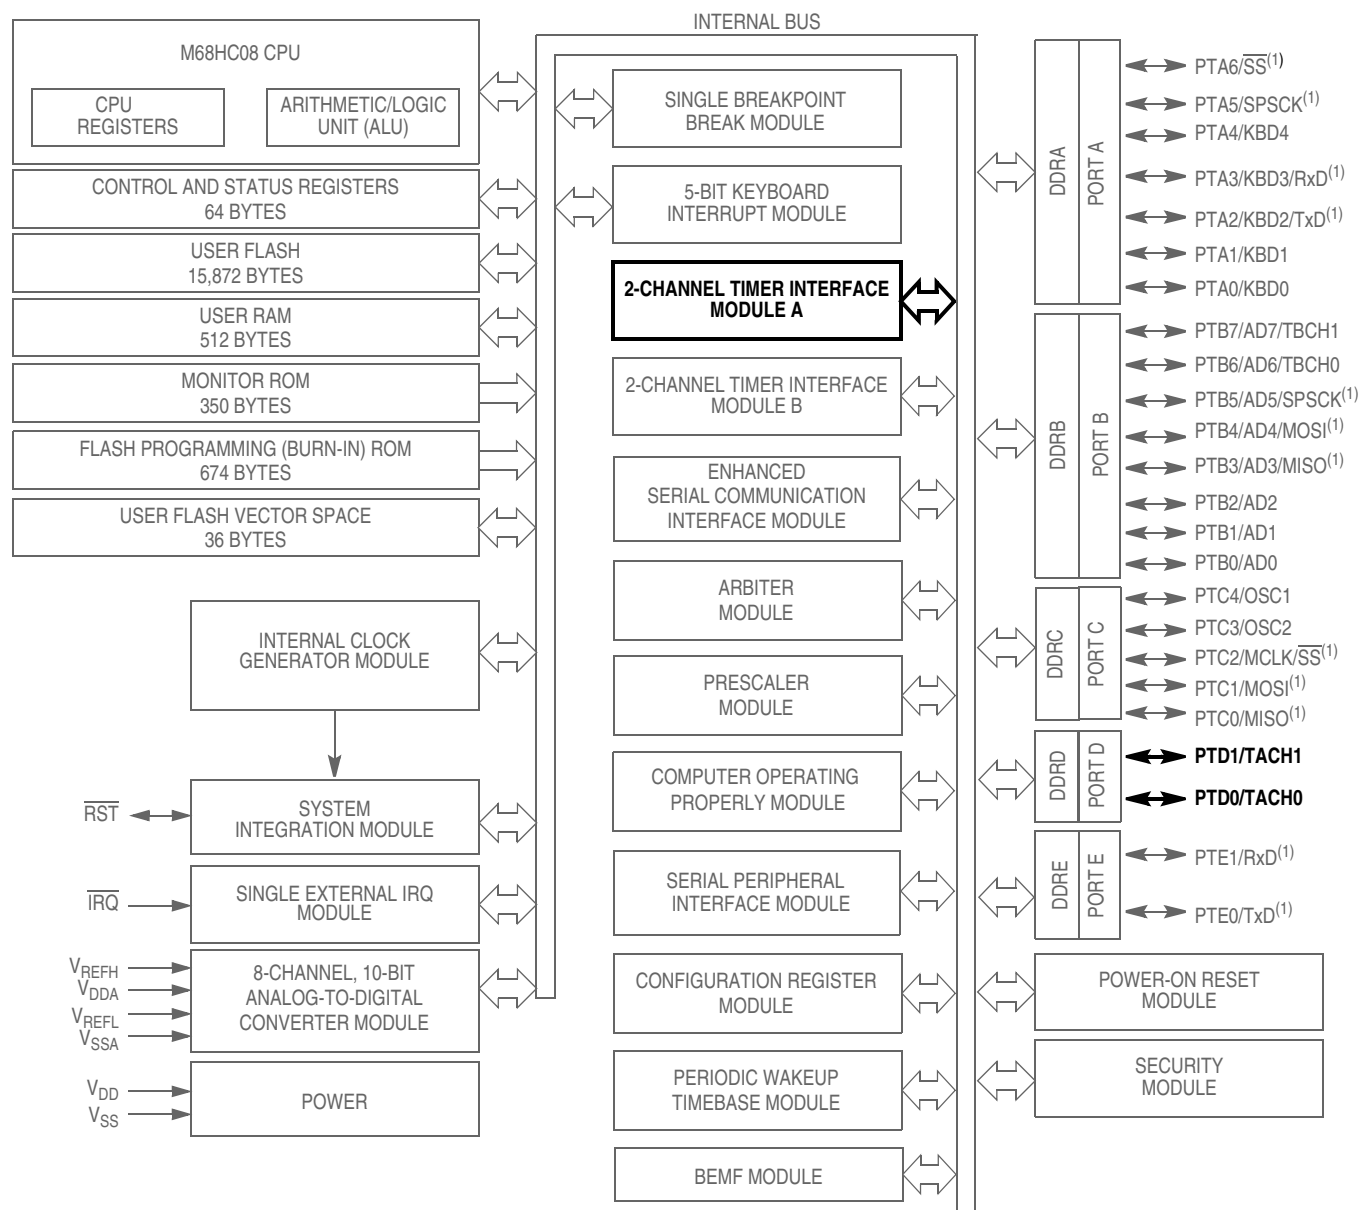 INTERNAL BUS
M68HC08 CPU
CPU
REGISTERS
ARITHMETIC/LOGIC
UNIT (ALU)
CONTROL AND STATUS REGISTERS
64 BYTES
USER FLASH
15,872 BYTES
USER RAM
512 BYTES
MONITOR ROM
350 BYTES
FLASH PROGRAMMING (BURN-IN) ROM
674 BYTES
USER FLASH VECTOR SPACE
36 BYTES
INTERNAL CLOCK
GENERATOR MODULE
RST
SYSTEM
INTEGRATION MODULE
IRQ
SINGLE EXTERNAL IRQ
MODULE
VREFH
VDDA
VREFL
VSSA
8-CHANNEL, 10-BIT
ANALOG-TO-DIGITAL
CONVERTER MODULE
VDD
VSS
POWER
SINGLE BREAKPOINT
BREAK MODULE
5-BIT KEYBOARD
INTERRUPT MODULE
2-CHANNEL TIMER INTERFACE
MODULE A
2-CHANNEL TIMER INTERFACE
MODULE B
ENHANCED
SERIAL COMMUNICATION
INTERFACE MODULE
ARBITER
MODULE
PRESCALER
MODULE
COMPUTER OPERATING
PROPERLY MODULE
SERIAL PERIPHERAL
INTERFACE MODULE
CONFIGURATION REGISTER
MODULE
PERIODIC WAKEUP
TIMEBASE MODULE
BEMF MODULE
DDRA
PORT A
PTA6/SS(1)
PTA5/SPSCK(1)
PTA4/KBD4
PTA3/KBD3/RxD(1)
PTA2/KBD2/TxD(1)
PTA1/KBD1
PTA0/KBD0
DDRB
PORT B
PTB7/AD7/TBCH1
PTB6/AD6/TBCH0
PTB5/AD5/SPSCK(1)
PTB4/AD4/MOSI(1)
PTB3/AD3/MISO(1)
PTB2/AD2
PTB1/AD1
PTB0/AD0
DDRC
PORT C
PTC4/OSC1
PTC3/OSC2
PTC2/MCLK/SS(1)
PTC1/MOSI(1)
PTC0/MISO(1)
DDRD
PORT D
PTD1/TACH1
PTD0/TACH0
DDRE
PORT E
PTE1/RxD(1)
PTE0/TxD(1)
POWER-ON RESET
MODULE
SECURITY
MODULE